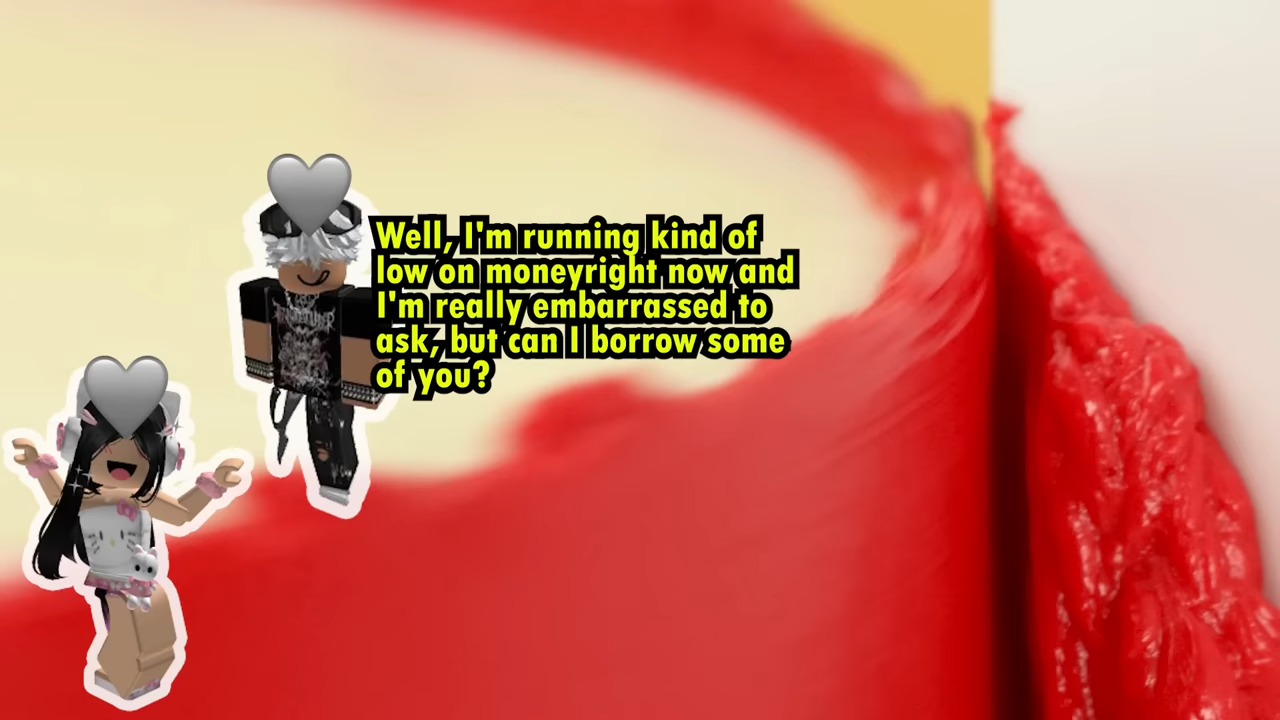 Well, I'm running kind of
low on moneyright now and
I'm really embarrassed to
ask, but can I borrow some
of you?